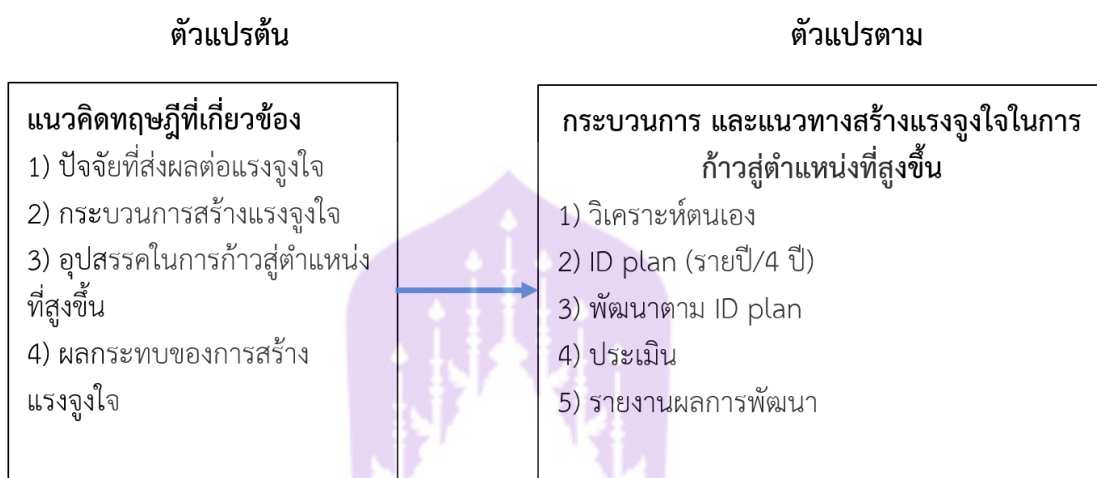 ตัวแปรต้น
ตัวแปรตาม
แนวคิดทฤษฎีที่เกี่ยวข้อง
1) ปัจจัยที่ส่งผลต่อแรงจูงใจ
2) กระบวนการสร้างแรงจูงใจ
3) อุปสรรคในการก้าวสู่ตำแหน่ง
ที่สูงขึ้น
4) ผลกระทบของการสร้าง
แรงจูงใจ
กระบวนการ และแนวทางสร้างแรงจูงใจในการ
ก้าวสู่ตำแหน่งที่สูงขึ้น
1) วิเคราะห์ตนเอง
2) ID plan (รายปี/4 ปี)
3) พัฒนาตาม ID plan
4) ประเมิน
5) รายงานผลการพัฒนา